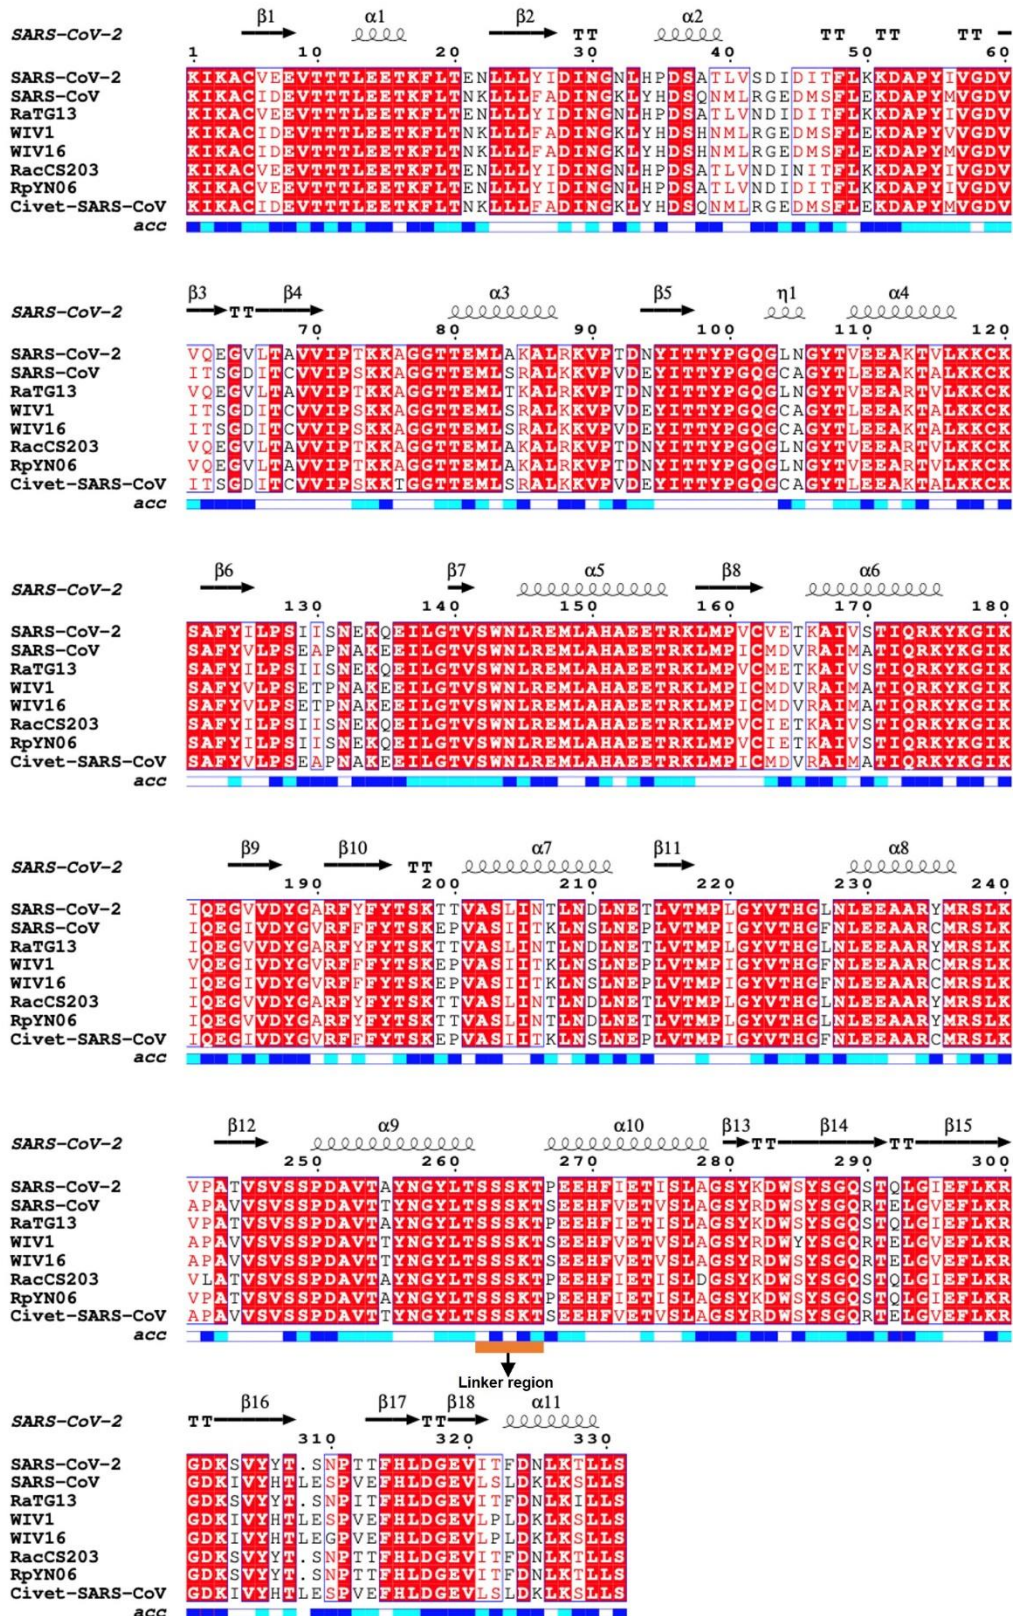 β1 α1 β2 α2
SARS-CoV-2 TT TT TT TT
1 10 20 30 40 50 60
SARS-CoV-2 KIKACVEEVTTTLEETKFLTENLLLYIDINGNLHPDSATLVSDIDITFLKKDAPYIVGDV
SARS-CoV KIKACIDEVTTTLEETKFLTNKLLLFADINGKLYHDSQNMLRGEDMSFLEKDAPYMVGDV
RaTG13 KIKACVEEVTTTLEETKFLTENLLLYIDINGNLHPDSATLVNDIDITFLKKDAPYIVGDV
WIV1 KIKACIDEVTTTLEETKFLTNKLLLFADINGKLYHDSHNMLRGEDMSFLEKDAPYMVGDV
WIV16 KIKACIDEVTTTLEETKFLTNKLLLFADINGKLYHDSHNMLRGEDMSFLEKDAPYMVGDV
RacCS203 KIKACVEEVTTTLEETKFLTENLLLYIDINGNLHPDSATLVNDINITFLKKDAPYIVGDV
RpYN06 KIKACVEEVTTTLEETKFLTENLLLYIDINGNLHPDSATLVNDIDITFLKKDAPYIVGDV
Civet-SARS-CoV KIKACIDEVTTTLEETKFLTNKLLLFADINGKLYHDSQNMLRGEDMSFLEKDAPYMVGDV
acc
β3 β4 α3 β5 η1 α4
SARS-CoV-2 TT
70 80 90 100 110 120
SARS-CoV-2 VQEGVLTAVVIPTKKAGGTTEMLAKALRKVPTDNYITTYPGQGLNGYTVEEAKTVLKKCK
SARS-CoV ITSGDITCVVIPSKKAGGTTEMLSRALKKVPVDEYITTYPGQGCAGYTLEEAKTALKKCK
RaTG13 VQEGVLTAVVIPTKKAGGTTEMLTKALRKVPTDNYITTYPGQGLNGYTVEEAKTVLKKCK
WIV1 ITSGDITCVVIPSKKAGGTTEMLSRALKKVPVDEYITTYPGQGCAGYTLEEAKTALKKCK
WIV16 ITSGDITCVVIPSKKAGGTTEMLSRALKKVPVDEYITTYPGQGCAGYTLEEAKTALKKCK
RacCS203 VQEGVLTAVVIPTKKAGGTTEMLARALRKVPTDNYITTYPGQGLNGYTVEEARTVLKKCK
RpYN06 VQEGVLTAVVIPTKKAGGTTEMLAKALRKVPTDNYITTYPGQGLNGYTVEEARTVLKKCK
Civet-SARS-CoV ITSGDITCVVIPSKKTGGTTEMLSRALKKVPVDEYITTYPGQGCAGYTLEEAKTALKKCK
acc
β6 β7 α5 β8 α6
SARS-CoV-2
130 140 150 160 170 180
SARS-CoV-2 SAFYILPSIISNEKQEILGTVSWNLREMLAHAEETRKLMPVCVETKAIVSTIQRKYKGIK
SARS-CoV SAFYVLPSEAPNAKEEILGTVSWNLREMLAHAEETRKLMPICMDVRAIMATIQRKYKGIK
RaTG13 SAFYILPSIISNEKQEILGTVSWNLREMLAHAEETRKLMPVCMETKAIVSTIQRKYKGIK
WIV1 SAFYVLPSETPNAKEEILGTVSWNLREMLAHAEETRKLMPICMDVRAIMATIQRKYKGIK
WIV16 SAFYVLPSETPNAKEEILGTVSWNLREMLAHAEETRKLMPICMDVRAIMATIQRKYKGIK
RacCS203 SAFYILPSIISNEKQEILGTVSWNLREMLAHAEETRKLMPVCIETKAIVSTIQRKYKGIK
RpYN06 SAFYILPSIISNEKQEILGTVSWNLREMLAHAEETRKLMPVCIETKAIVSTIQRKYKGIK
Civet-SARS-CoV SAFYVLPSEAPNAKEEILGTVSWNLREMLAHAEETRKLMPICMDVRAIMATIQRKYKGIK
acc
β9 β10 α7 β11 α8
SARS-CoV-2 TT
190 200 210 220 230 240
SARS-CoV-2 IQEGVVDYGARFYFYTSKTTVASLINTLNDLNETLVTMPLGYVTHGLNLEEAARYMRSLK
SARS-CoV IQEGIVDYGVRFFFYTSKEPVASIITKLNSLNEPLVTMPIGYVTHGFNLEEAARCMRSLK
RaTG13 IQEGVVDYGARFYFYTSKTTVASLINTLNDLNETLVTMPLGYVTHGLNLEEAARYMRSLK
WIV1 VQEGIVDYGVRFFFYTSKEPVASIITKLNSLNEPLVTMPIGYVTHGFNLEEAARCMRSLK
WIV16 IQEGIVDYGVRFFFYTSKEPVASIITKLNSLNEPLVTMPIGYVTHGFNLEEAARCMRSLK
RacCS203 IQEGVVDYGARFYFYTSKTTVASLINTLNDLNETLVTMPLGYVTHGLNLEEAARYMRSLK
RpYN06 IQEGVVDYGARFYFYTSKTTVASLINTLNDLNETLVTMPLGYVTHGLNLEEAARYMRSLK
Civet-SARS-CoV IQEGIVDYGVRFFFYTSKEPVASIITKLNSLNEPLVTMPIGYVTHGFNLEEAARCMRSLK
acc
β12 α9 α10 β13 β14 β15
SARS-CoV-2 TT TT
250 260 270 280 290 300
SARS-CoV-2 VPATVSVSSPDAVTAYNGYLTSSSKTPEEHFIETISLAGSYKDWSYSGQSTQLGIEFLKR
SARS-CoV APAVVSVSSPDAVTTYNGYLTSSSKTSEEHFVETVSLAGSYRDWSYSGQRTELGVEFLKR
RaTG13 VPATVSVSSPDAVTAYNGYLTSSSKTPEEHFIETISLAGSYKDWSYSGQSTQLGIEFLKR
WIV1 APAVVSVSSPDAVTTYNGYLTSSSKTSEEHFVETVSLAGSYRDWYYSGQRTELGVEFLKR
WIV16 APAVVSVSSPDAVTTYNGYLTSSSKTSEEHFVETVSLAGSYRDWSYSGQRTELGVEFLKR
RacCS203 VLATVSVSSPDAVTAYNGYLTSSSKTPEEHFIETISLDGSYKDWSYSGQSTQLGIEFLKR
RpYN06 VPATVSVSSPDAVTAYNGYLTSSSKTPEEHFIETISLAGSYKDWSYSGQSTQLGIEFLKR
Civet-SARS-CoV APAVVSVSSPDAVTTYNGYLTSSSKTSEEHFVETVSLAGSYRDWSYSGQRTELGVEFLKR
acc
Linker region
β16 β17 β18 α11
SARS-CoV-2 TT TT
310 320 330
SARS-CoV-2 GDKSVYYT.SNPTTFHLDGEVITFDNLKTLLS
SARS-CoV GDKIVYHTLESPVEFHLDGEVLSLDKLKSLLS
RaTG13 GDKSVYYT.SNPITFHLDGEVITFDNLKILLS
WIV1 GDKIVYHTLESPVEFHLDGEVLPLDKLKSLLS
WIV16 GDKIVYHTLEGPVEFHLDGEVLPLDKLKSLLS
RacCS203 GDKSVYYT.SNPTTFHLDGEVITFDNLKTLLS
RpYN06 GDKSVYYT.SNPTTFHLDGEVITFDNLKTLLS
Civet-SARS-CoV GDKIVYHTLESPVEFHLDGEVLSLDKLKSLLS
acc